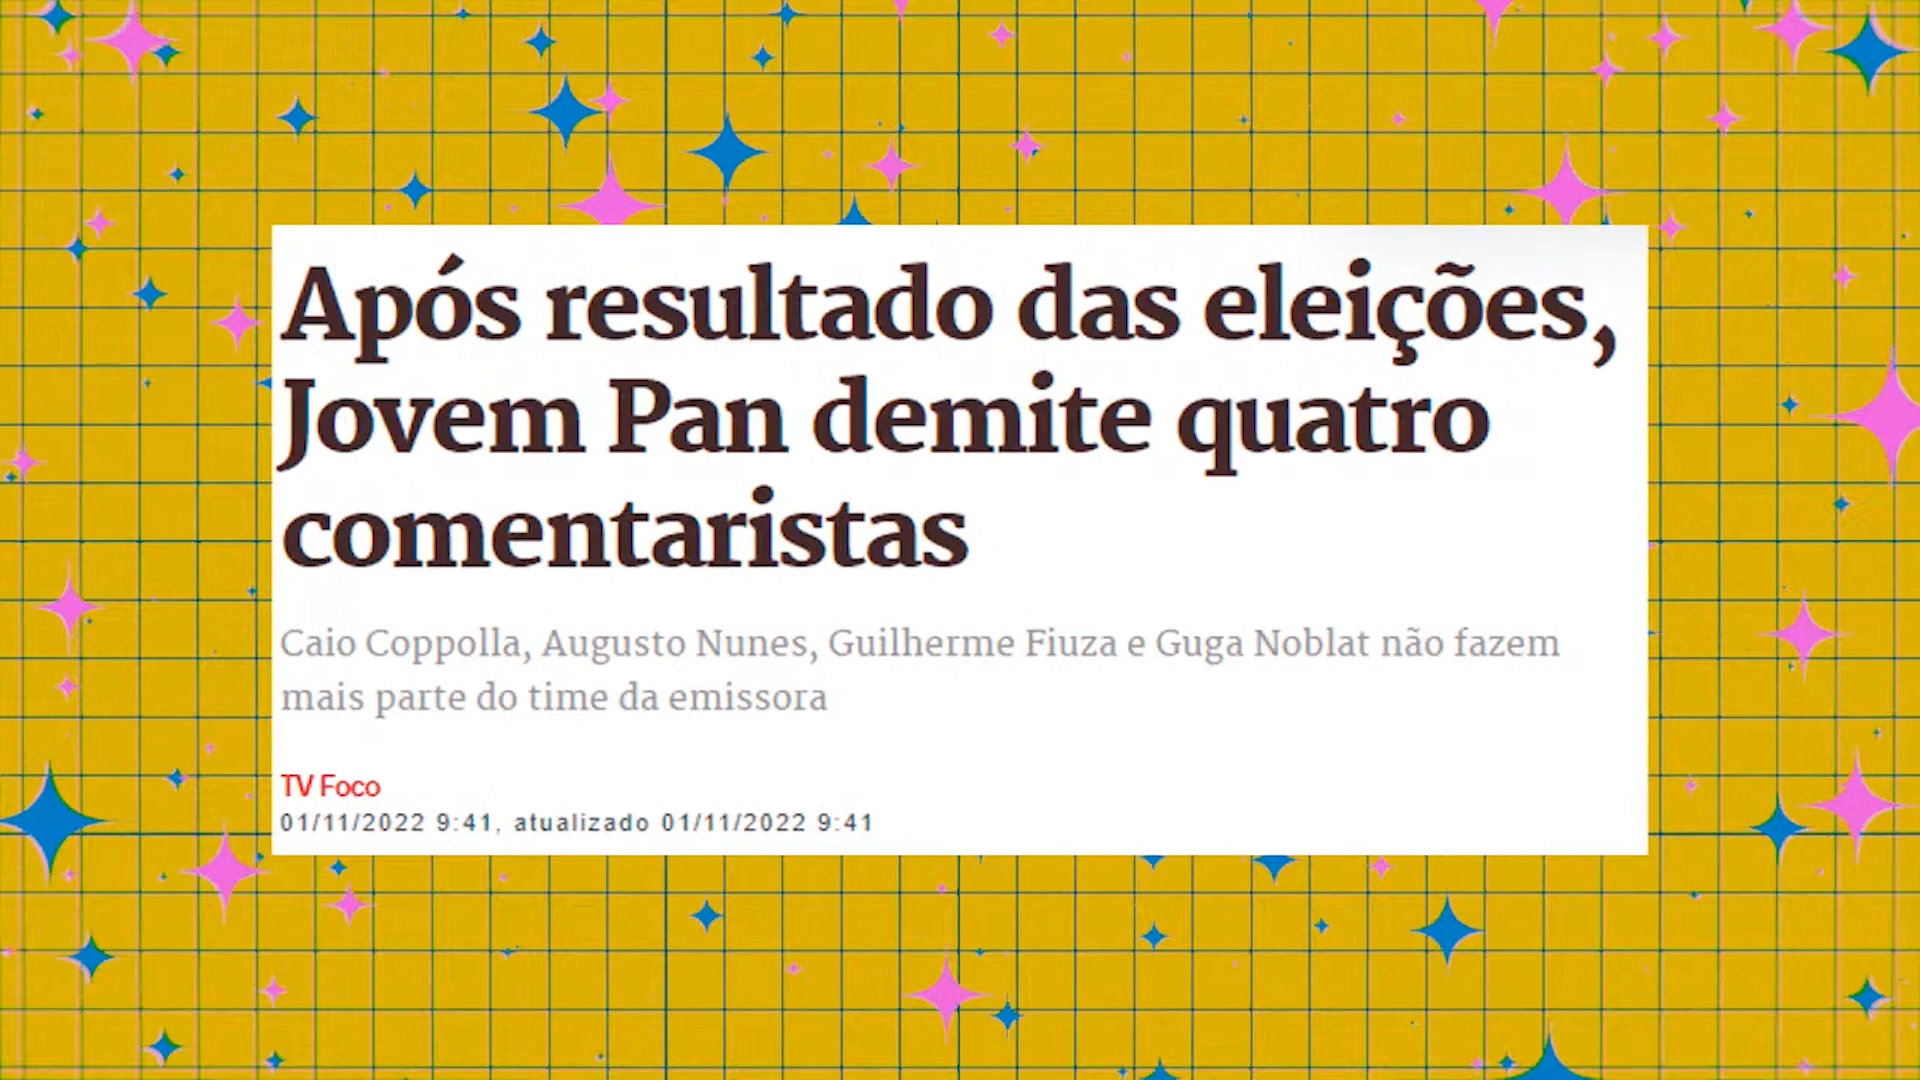 Após resultado das eleições,
Jovem Pan demite quatro
comentaristas
Caio Coppolla, Augusto Nunes, Guilherme Fiuza e Guga Noblat não fazem
mais parte do time da emissora
TV Foco
01/11/2022 9:41, atualizado 01/11/2022 9:41